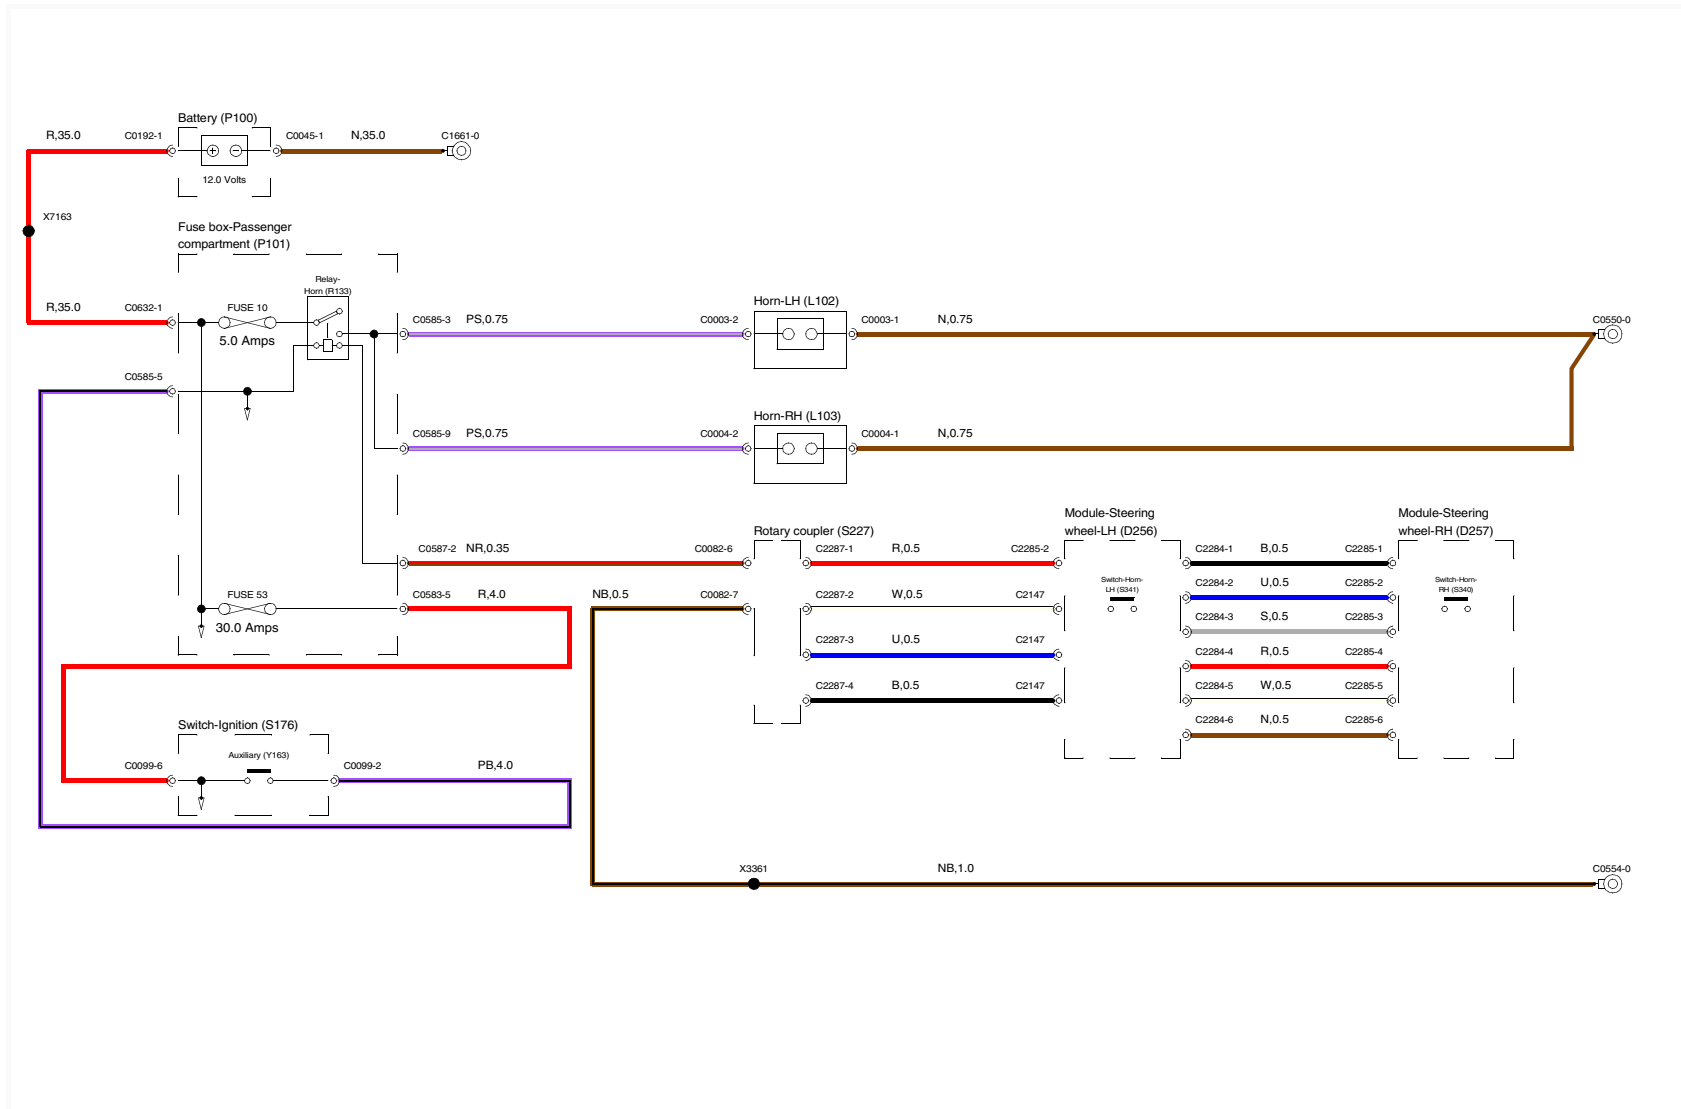 Battery (P100)
R,35.0
C0192-1
C0045-1
N,35.0
C1661-0
12.0 Volts
X7163
Fuse box-Passenger
compartment (P101)
Relay-
Horn (R133)
R,35.0
C0632-1
FUSE 10
5.0 Amps
C0585-3
PS,0.75
C0003-2
Horn-LH (L102)
C0003-1
N,0.75
C0550-0
C0585-5
C0585-9
PS,0.75
C0004-2
Horn-RH (L103)
C0004-1
N,0.75
C0587-2
NR,0.35
C0082-6
Rotary coupler (S227)
C2287-1
R,0.5
C2285-2
Module-Steering
wheel-LH (D256)
C2284-1
B,0.5
C2285-1
Module-Steering
wheel-RH (D257)
Switch-Horn-
LH (S341)
C2284-2
U,0.5
C2285-2
Switch-Horn-
RH (S340)
FUSE 53
30.0 Amps
C0583-5
R,4.0
NB,0.5
C0082-7
C2287-2
W,0.5
C2147
C2284-3
S,0.5
C2285-3
C2287-3
U,0.5
C2147
C2284-4
R,0.5
C2285-4
C2287-4
B,0.5
C2147
C2284-5
W,0.5
C2285-5
C2284-6
N,0.5
C2285-6
Switch-Ignition (S176)
Auxiliary (Y163)
C0099-6
C0099-2
PB,4.0
X3361
NB,1.0
C0554-0